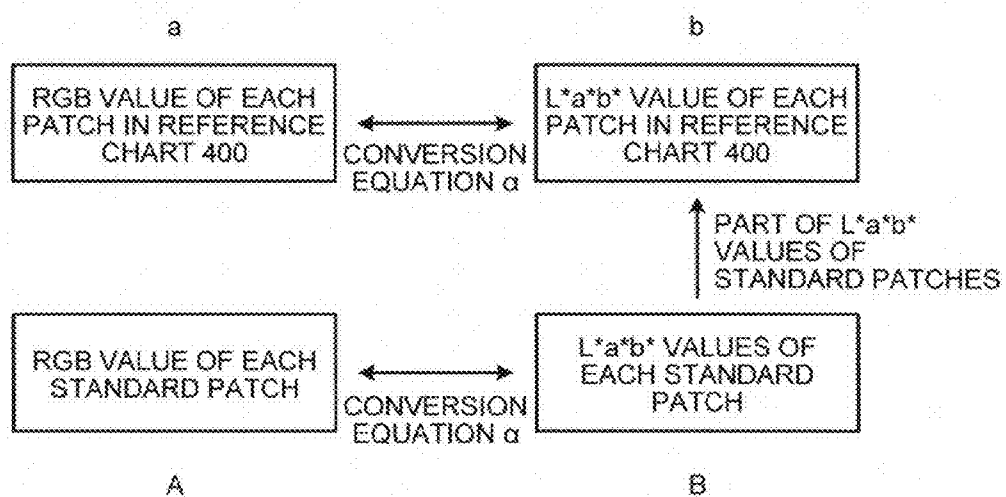 a
b
RGB VALUE OF EACH
PATCH IN REFERENCE
CHART 400
CONVERSION
EQUATION α
L*a*b* VALUE OF EACH
PATCH IN REFERENCE
CHART 400
PART OF L*a*b*
VALUES OF
STANDARD PATCHES
RGB VALUE OF EACH
STANDARD PATCH
CONVERSION
EQUATION α
L*a*b* VALUES OF
EACH STANDARD
PATCH
A
B